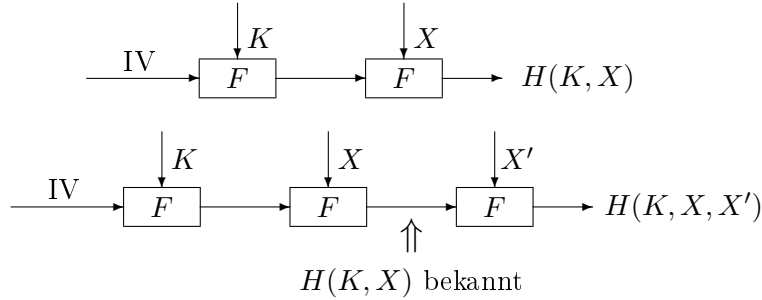 K X
IV F F H(K, X)
K X X′
IV F F F H(K, X, X′)
⇑
H(K, X) bekannt